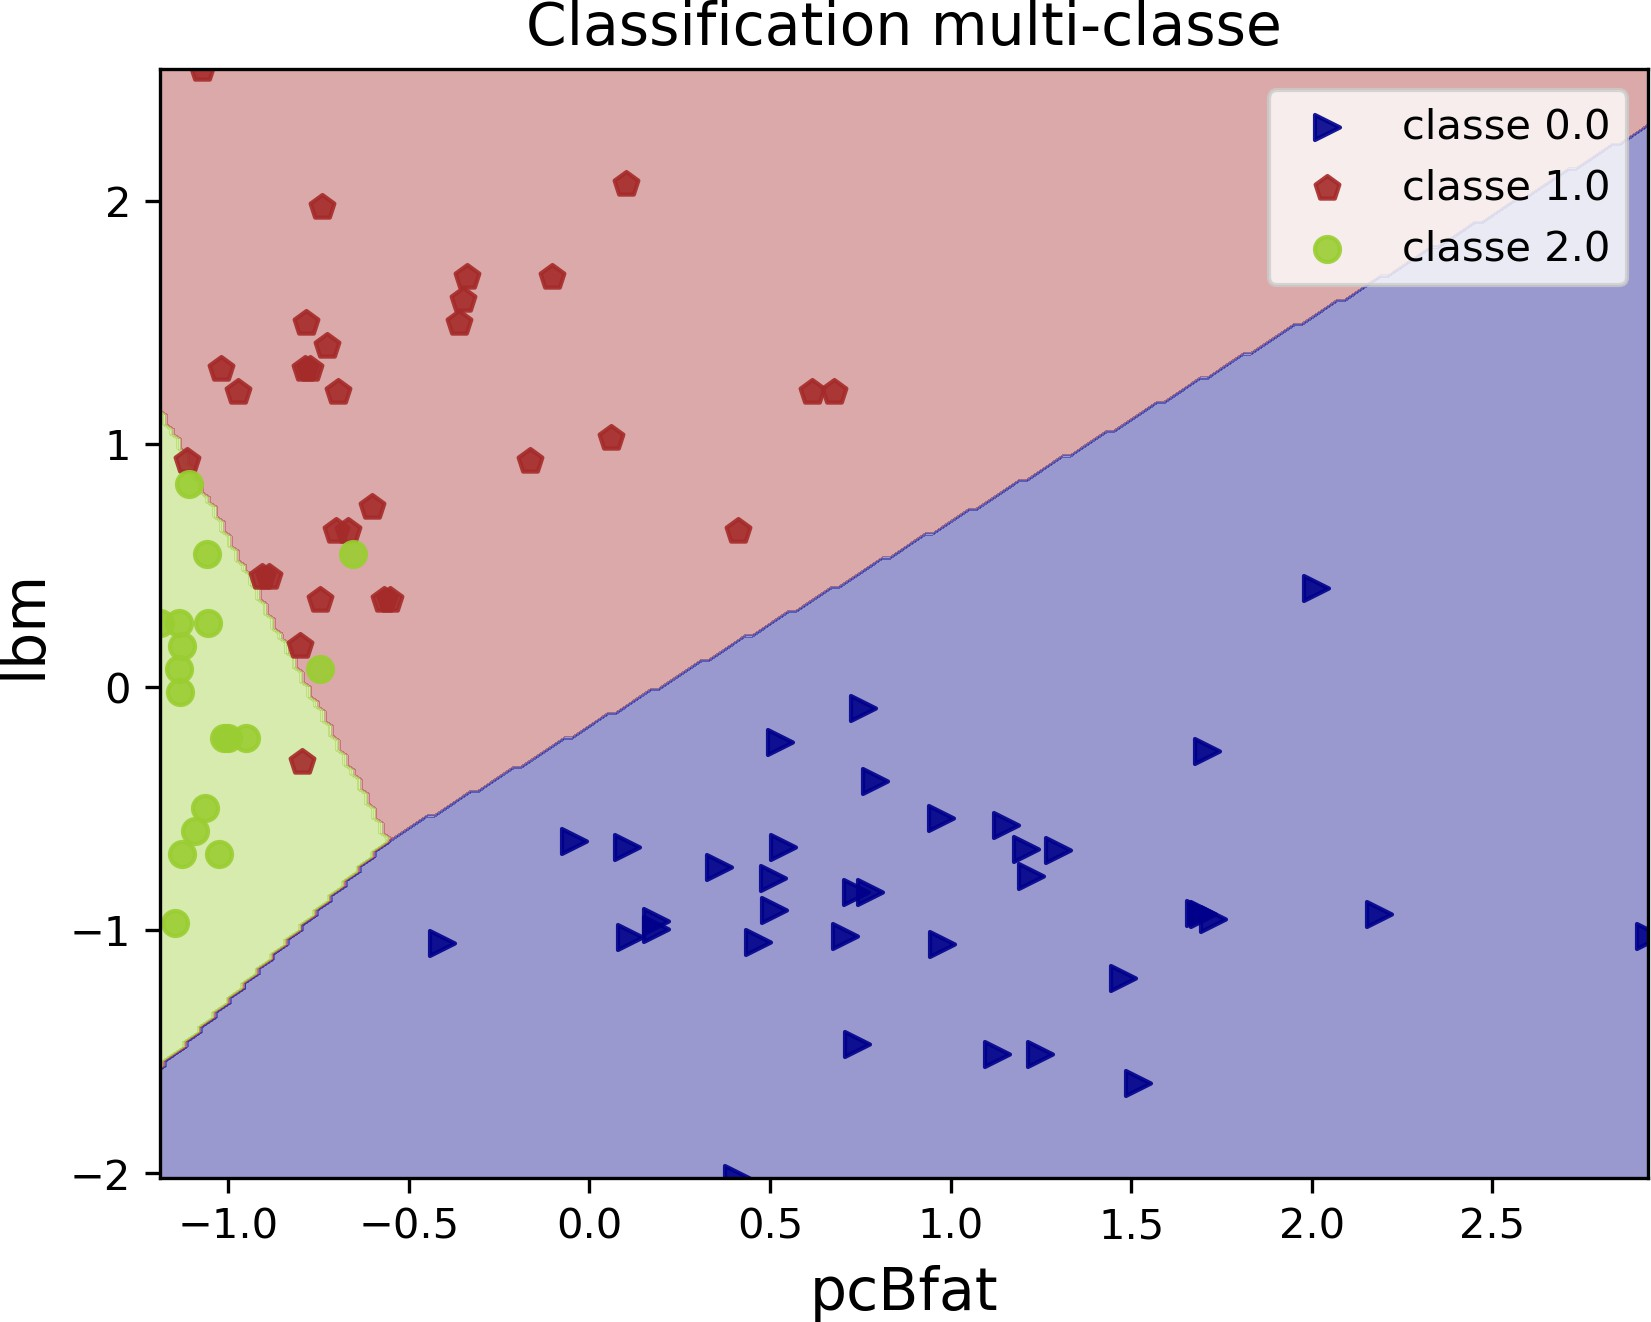 Classification multi-classe
classe 0.0
classe 1.0
classe 2.0
2
1
0
−1
−2
lbm
−1.0 −0.5 0.0 0.5 1.0 1.5 2.0 2.5
pcBfat